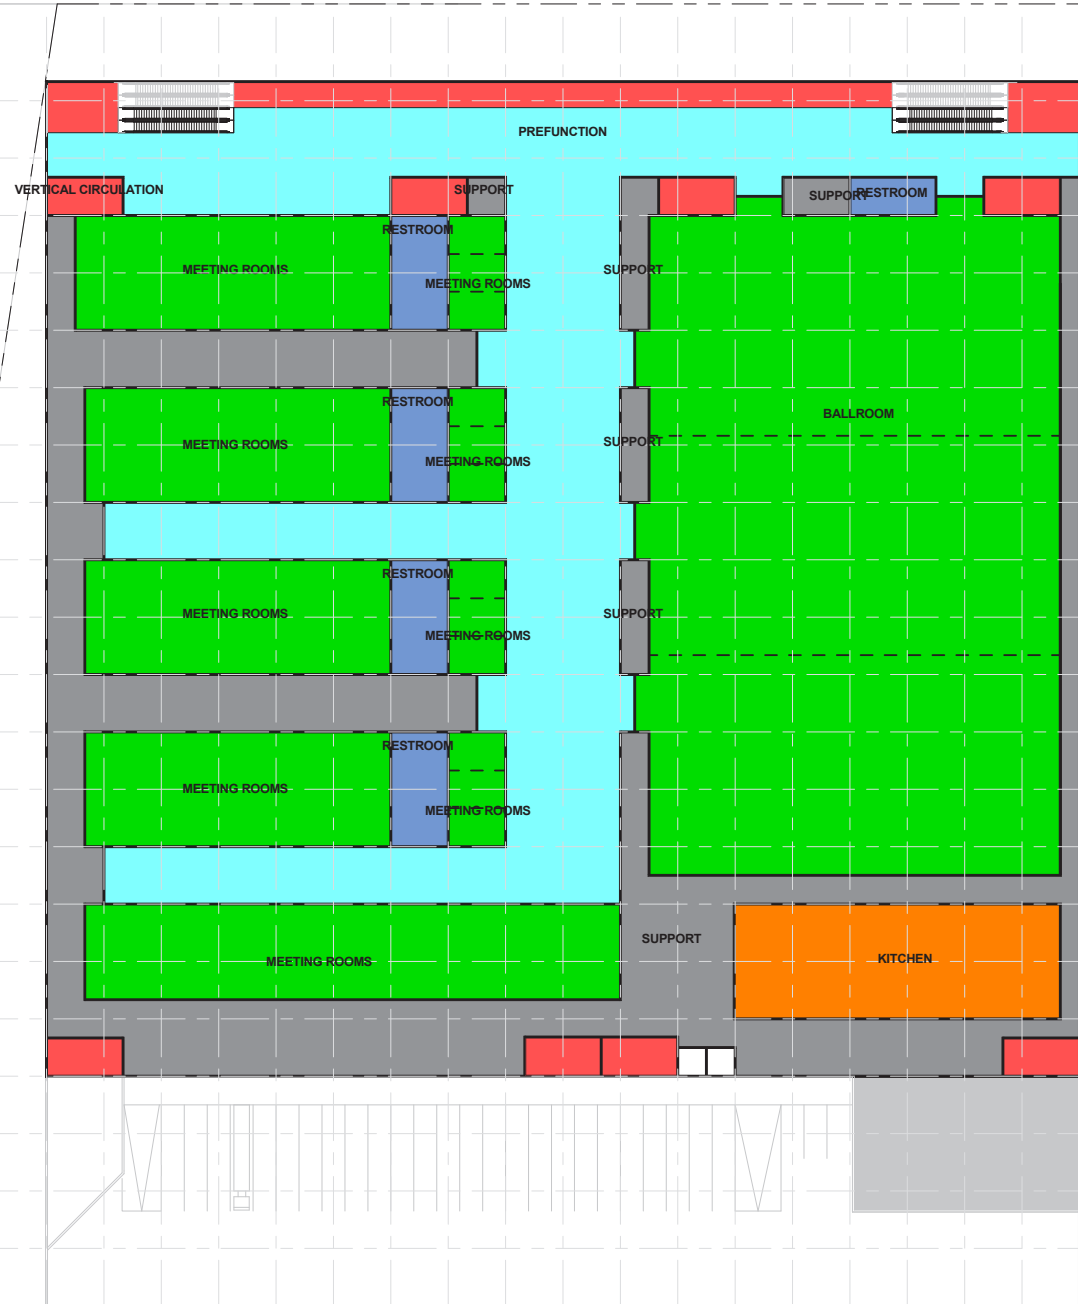 PREFUNCTION
VERTICAL CIRCULATION
SUPPORT
SUPPORT
RESTROOM
RESTROOM
MEETING ROOMS
MEETING ROOMS
SUPPORT
RESTROOM
BALLROOM
MEETING ROOMS
MEETING ROOMS
SUPPORT
RESTROOM
MEETING ROOMS
MEETING ROOMS
SUPPORT
RESTROOM
MEETING ROOMS
MEETING ROOMS
SUPPORT
MEETING ROOMS
KITCHEN